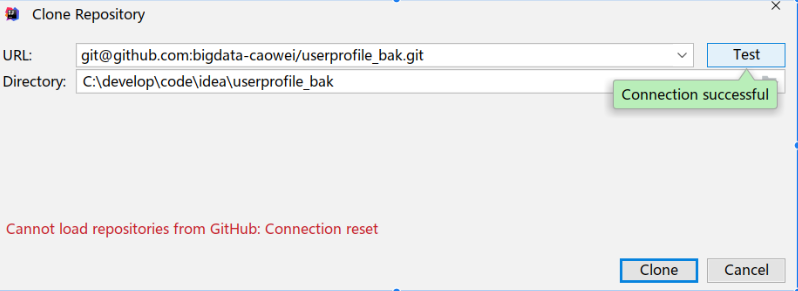 Clone Repository
URL: git@github.com:bigdata-caowei/userprofile_bak.git Test
Directory: C:\develop\code\idea\userprofile_bak
Connection successful
Cannot load repositories from GitHub: Connection reset
Clone Cancel